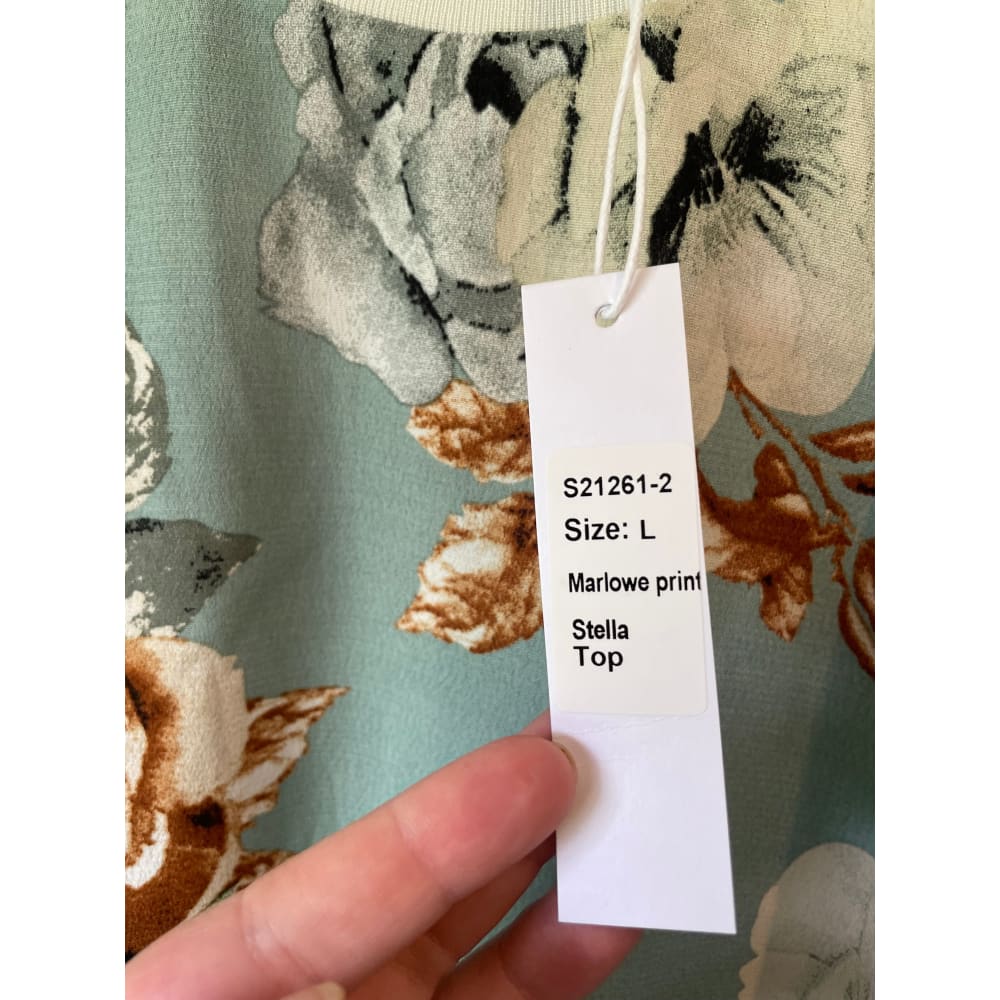 S21261-2
Size: L
Marlowe print
Stella
Top